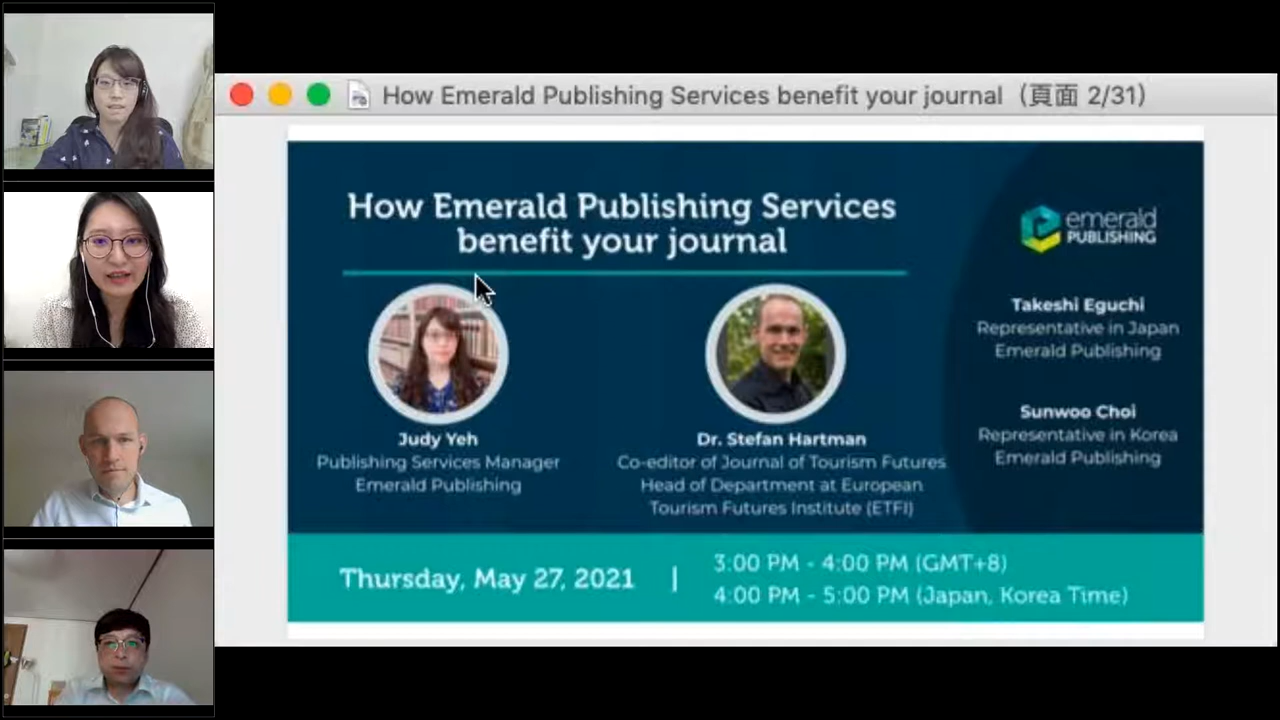 How Emerald Publishing Services benefit your journal (頁面 2/31)
How Emerald Publishing Services
benefit your journal
emerald
PUBLISHING
Judy Yeh
Publishing Services Manager
Emerald Publishing
Dr. Stefan Hartman
Co-editor of Journal of Tourism Futures
Head of Department at European
Tourism Futures Institute (ETFI)
Takeshi Eguchi
Representative in Japan
Emerald Publishing
Sunwoo Choi
Representative in Korea
Emerald Publishing
Thursday, May 27, 2021
3:00 PM - 4:00 PM (GMT+8)
4:00 PM - 5:00 PM (Japan, Korea Time)